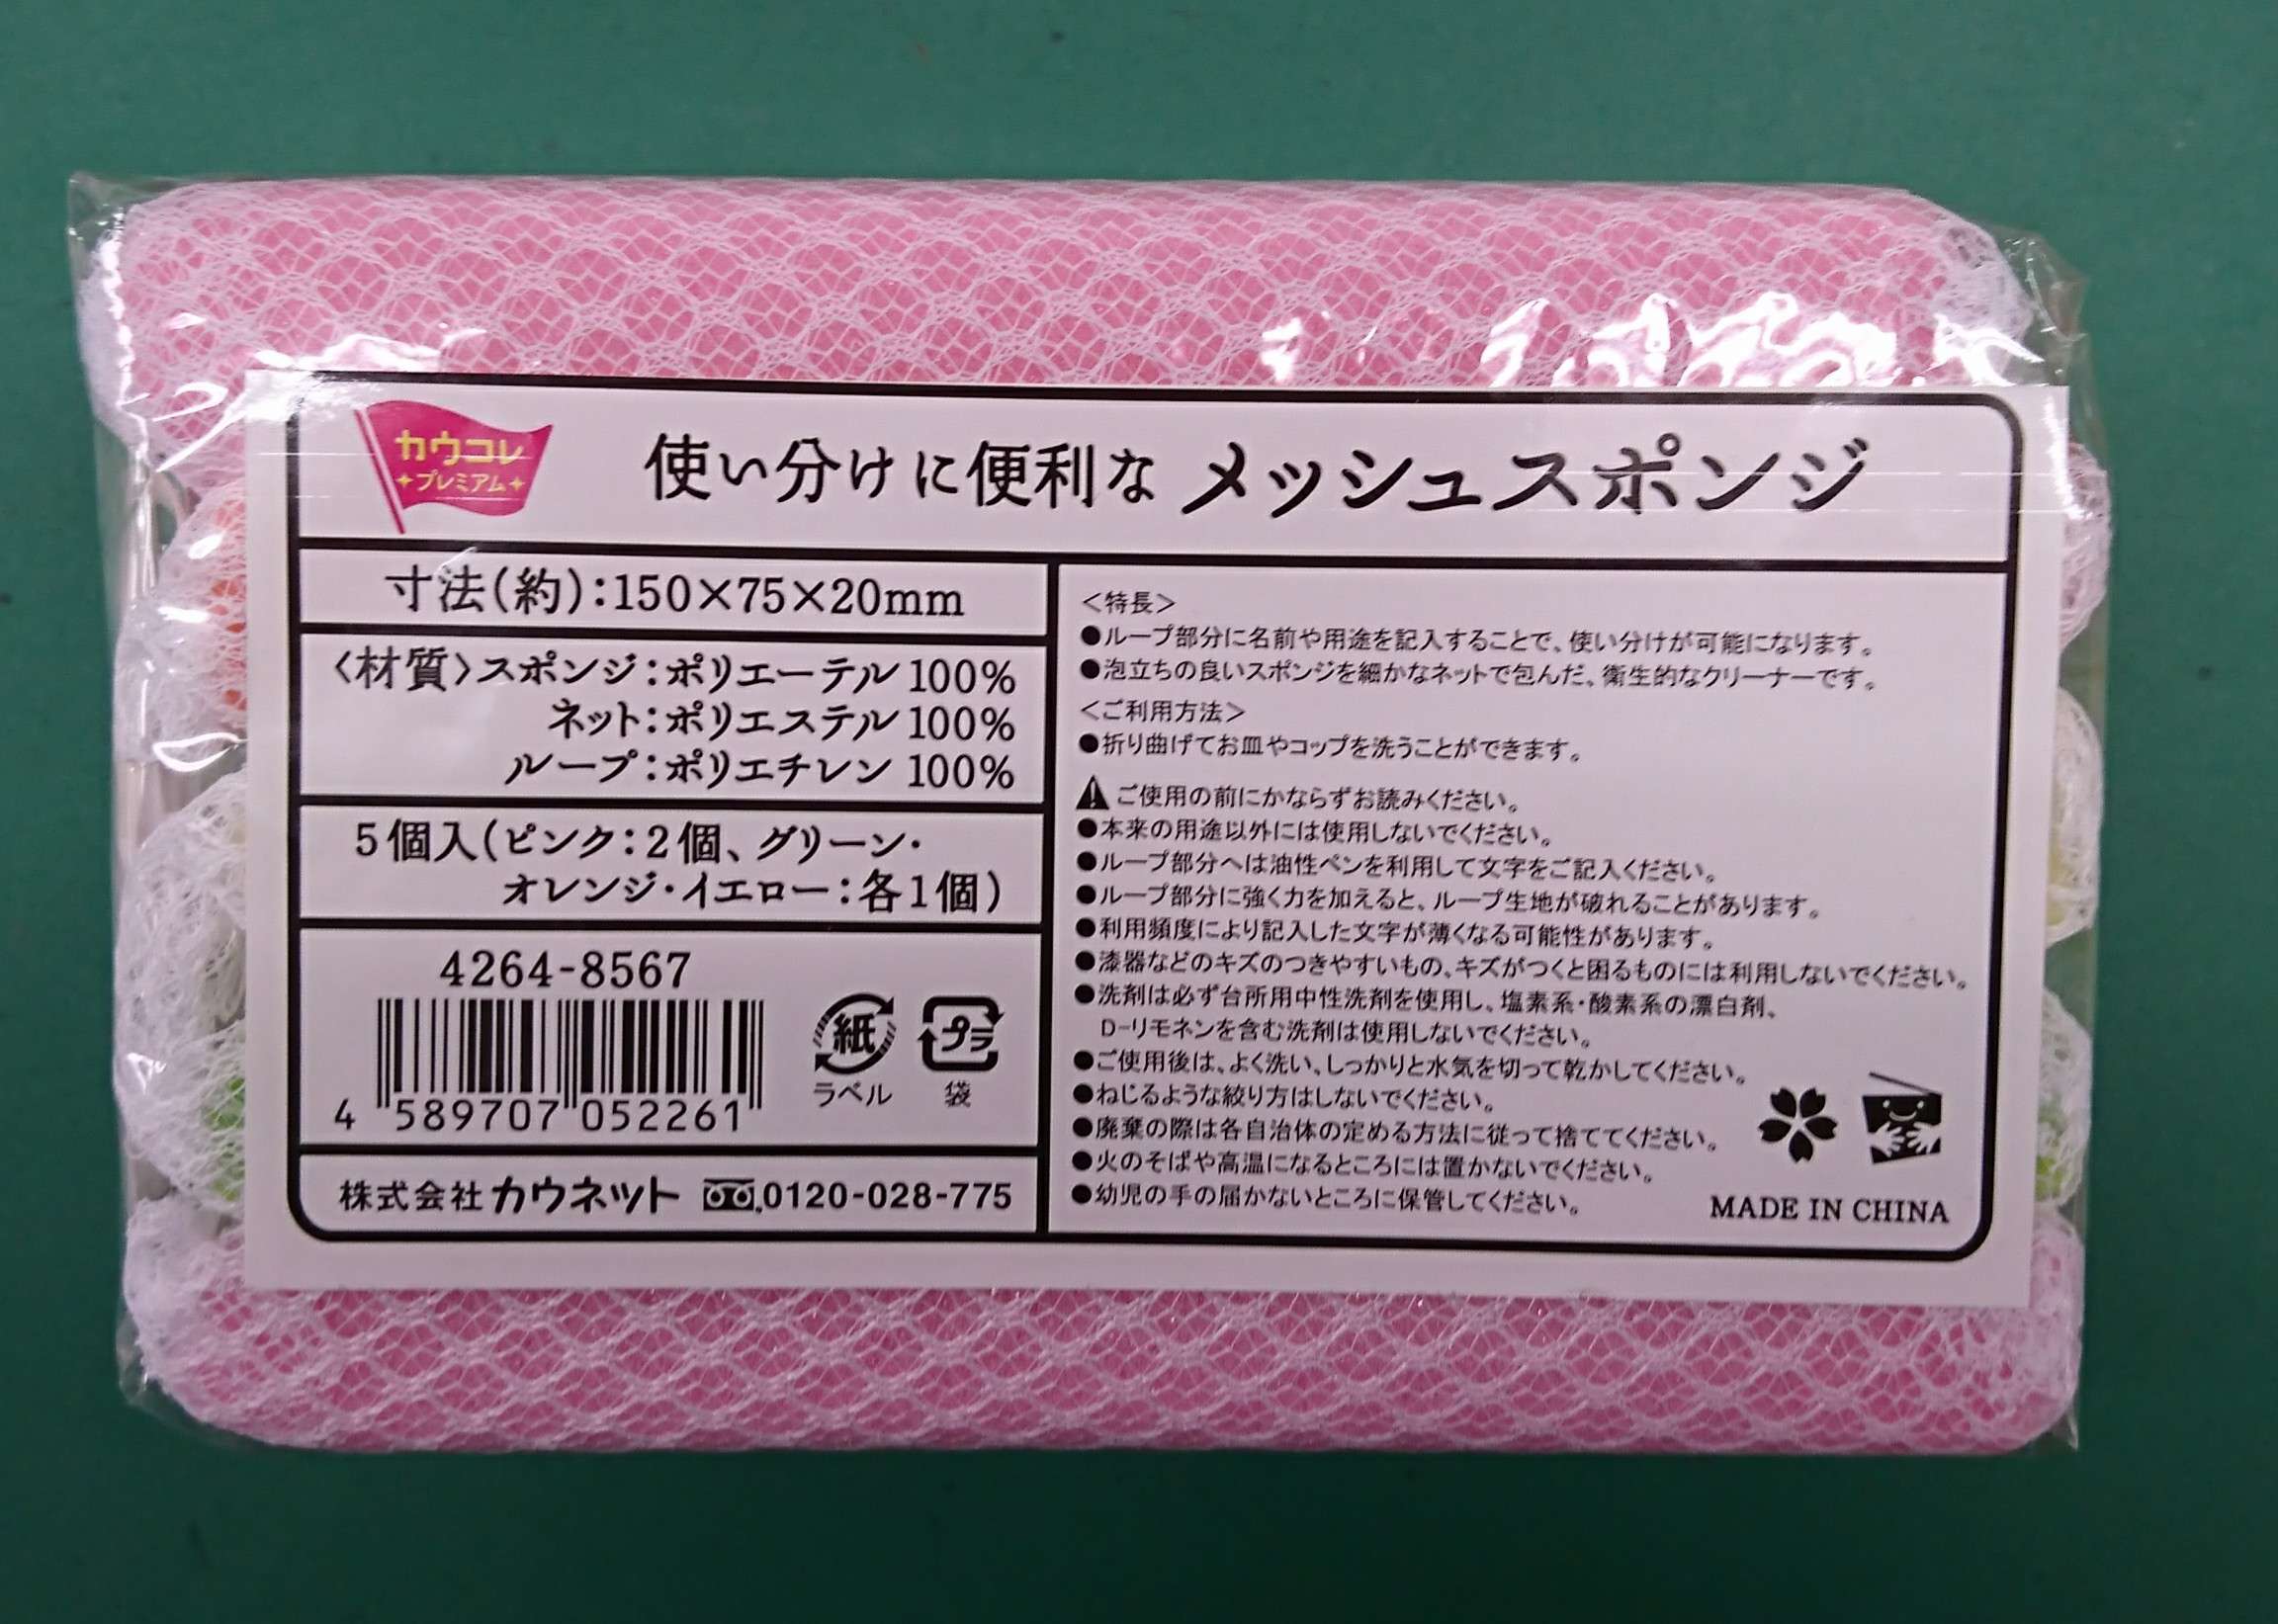 カウコレ
プレミアム
使い分けに便利なメッシュスポンジ
寸法(約):150×75×20mm
〈材質〉スポンジ:ポリエーテル100%
ネット:ポリエステル100%
ループ:ポリエチレン100%
5個入(ピンク:2個、グリーン・
オレンジ・イエロー:各1個)
4264-8567
4 589707 052261
紙
ラベル
プラ
袋
株式会社カウネット 0120-028-775
＜特長＞
●ループ部分に名前や用途を記入することで、使い分けが可能になります。
●泡立ちの良いスポンジを細かなネットで包んだ、衛生的なクリーナーです。
＜ご利用方法＞
●折り曲げてお皿やコップを洗うことができます。
ご使用の前にかならずお読みください。
●本来の用途以外には使用しないでください。
●ループ部分へは油性ペンを利用して文字をご記入ください。
●ループ部分に強く力を加えると、ループ生地が破れることがあります。
●利用頻度により記入した文字が薄くなる可能性があります。
●漆器などのキズのつきやすいもの、キズがつくと困るものには利用しないでください。
●洗剤は必ず台所用中性洗剤を使用し、塩素系・酸素系の漂白剤、
D-リモネンを含む洗剤は使用しないでください。
●ご使用後は、よく洗い、しっかりと水気を切って乾かしてください。
●ねじるような絞り方はしないでください。
●廃棄の際は各自治体の定める方法に従って捨ててください。
●火のそばや高温になるところには置かないでください。
●幼児の手の届かないところに保管してください。
MADE IN CHINA